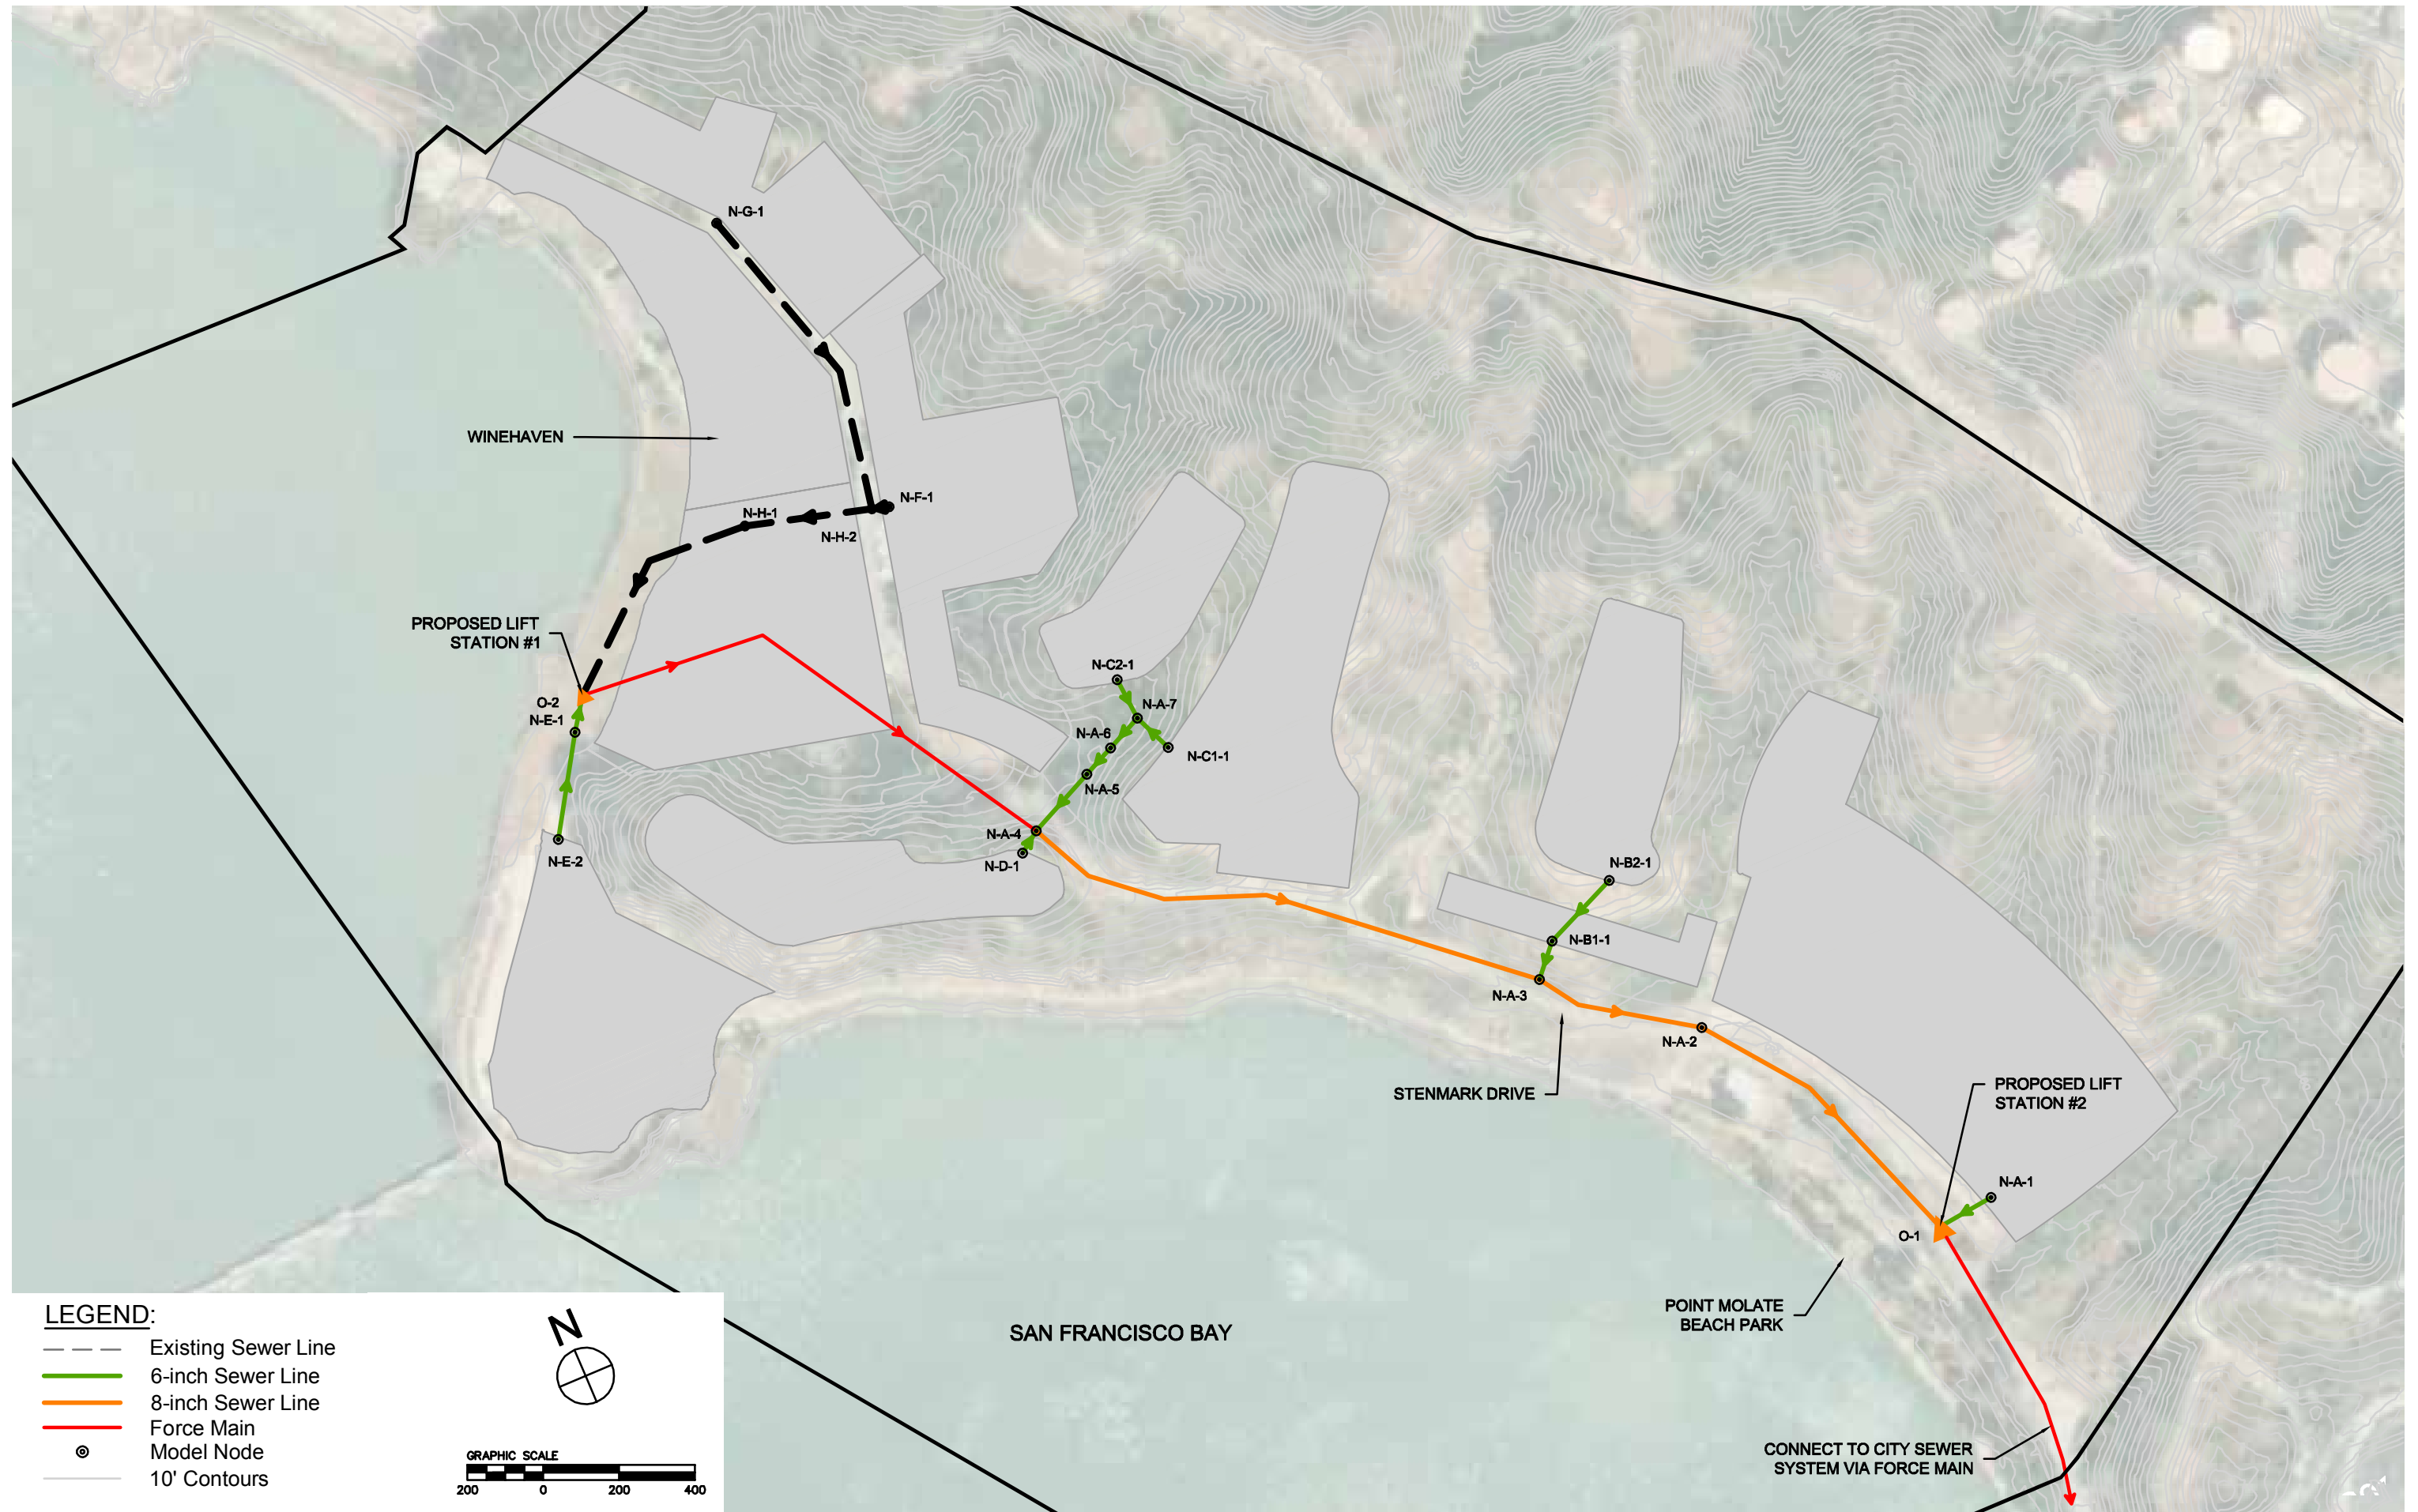 N-G-1
WINEHAVEN
N-F-1
N-H-1
N-H-2
PROPOSED LIFT
STATION #1
O-2
N-E-1
N-E-2
N-C2-1
N-A-7
N-A-6
N-C1-1
N-A-5
N-A-4
N-D-1
N-B2-1
N-B1-1
N-A-3
N-A-2
STENMARK DRIVE
PROPOSED LIFT
STATION #2
N-A-1
O-1
POINT MOLATE
BEACH PARK
SAN FRANCISCO BAY
CONNECT TO CITY SEWER
SYSTEM VIA FORCE MAIN
LEGEND:
Existing Sewer Line
6-inch Sewer Line
8-inch Sewer Line
Force Main
Model Node
10' Contours
N
GRAPHIC SCALE
200 0 200 400